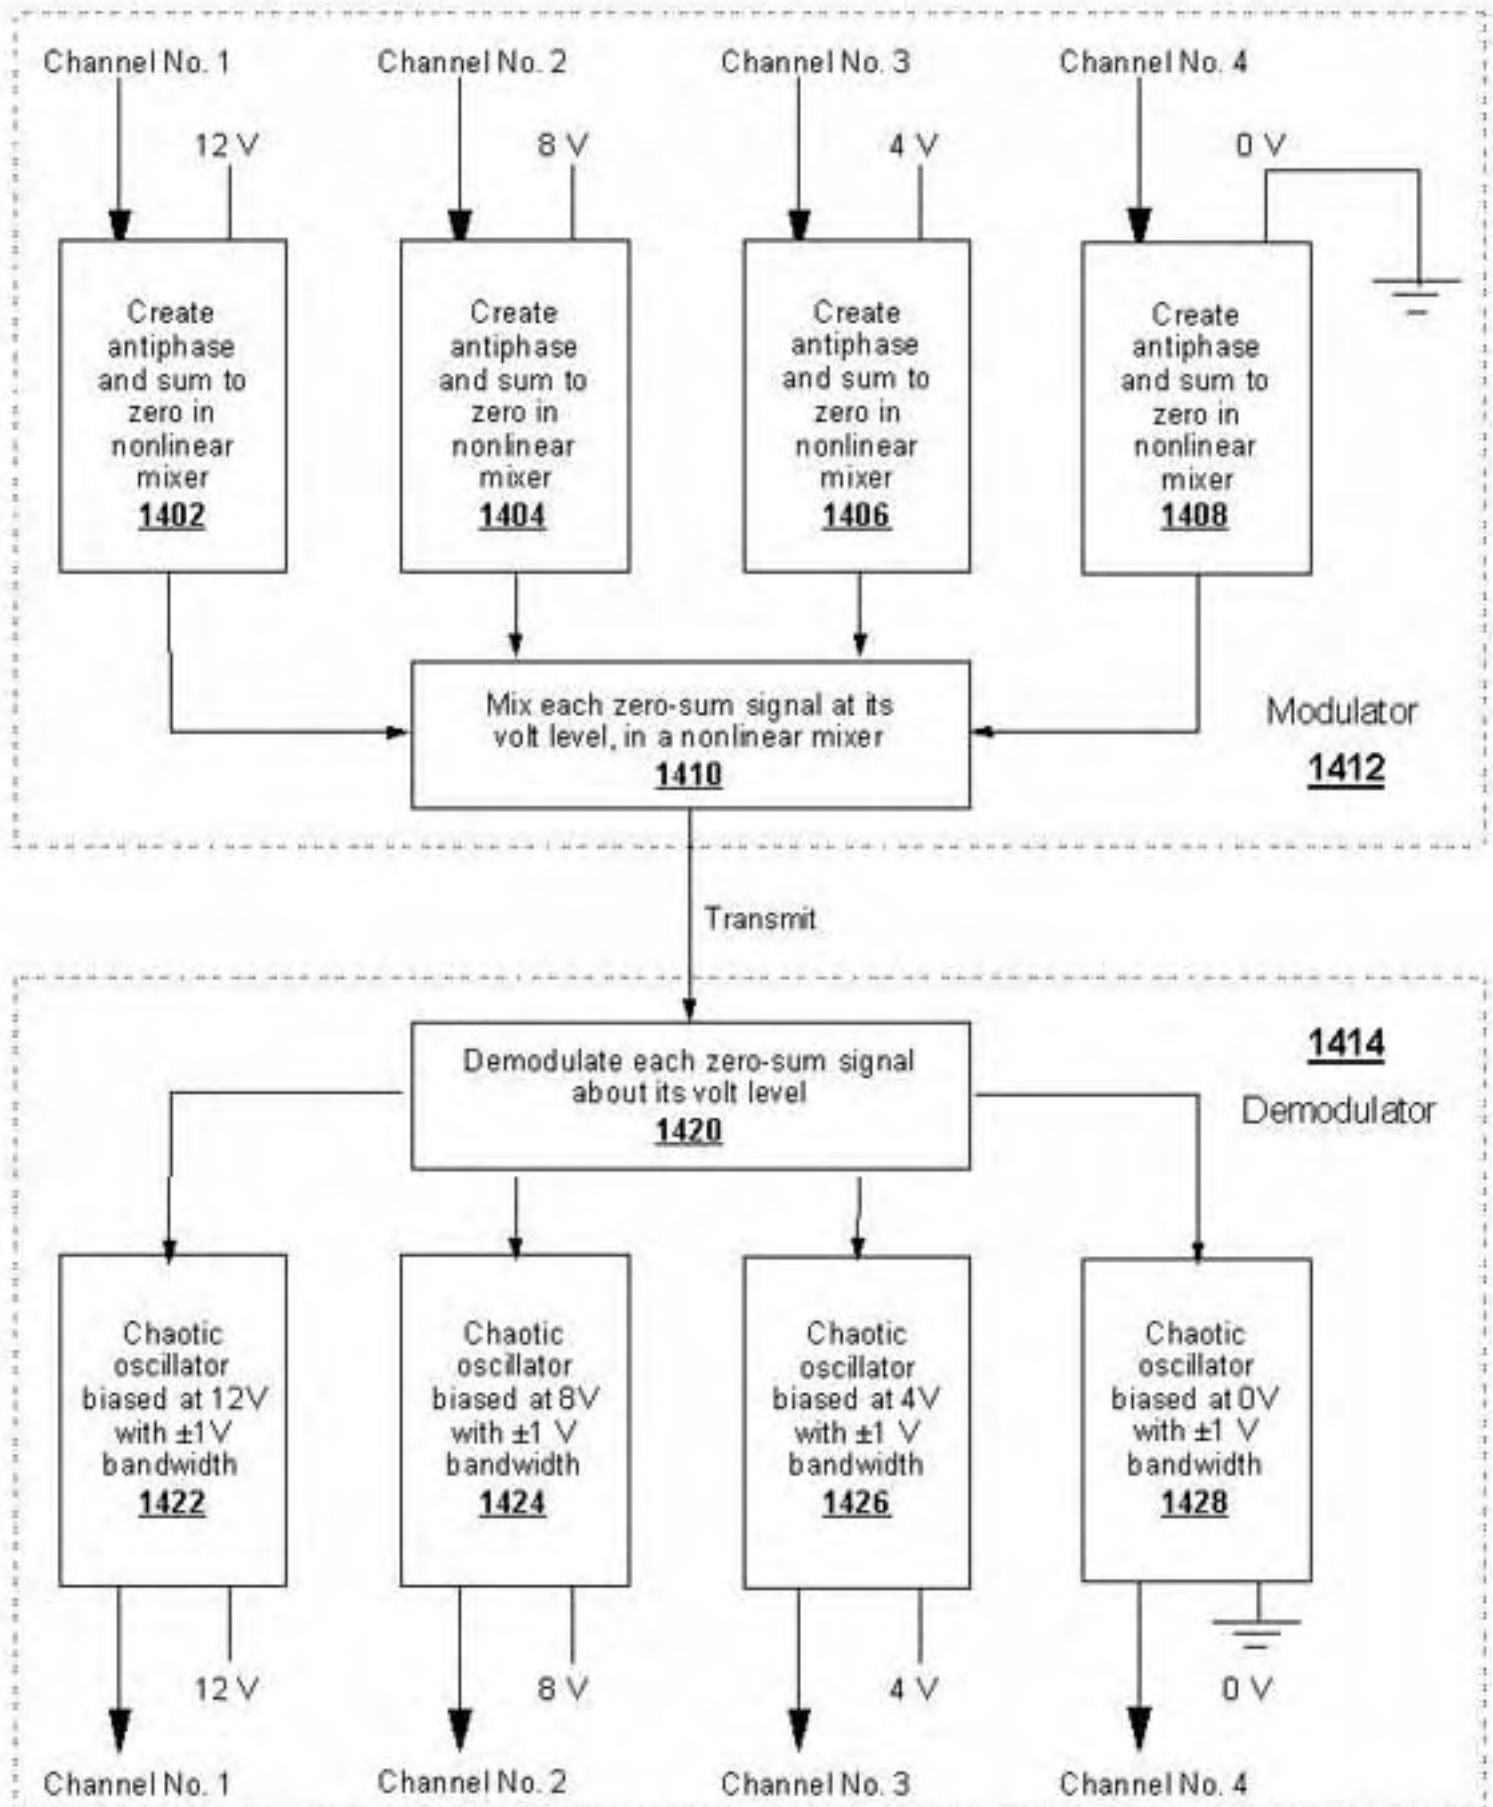 Channel No. 1
Channel No. 2
Channel No. 3
Channel No. 4
12 V
8 V
4 V
0 V
Create
antiphase
and sum to
zero in
nonlinear
mixer
1402
Create
antiphase
and sum to
zero in
nonlinear
mixer
1404
Create
antiphase
and sum to
zero in
nonlinear
mixer
1406
Create
antiphase
and sum to
zero in
nonlinear
mixer
1408
Mix each zero-sum signal at its
volt level, in a nonlinear mixer
1410
Modulator
1412
Transmit
Demodulate each zero-sum signal
about its volt level
1420
1414
Demodulator
Chaotic
oscillator
biased at 12V
with ±1V
bandwidth
1422
Chaotic
oscillator
biased at 8V
with ±1 V
bandwidth
1424
Chaotic
oscillator
biased at 4V
with ±1 V
bandwidth
1426
Chaotic
oscillator
biased at 0V
with ±1 V
bandwidth
1428
12 V
8 V
4 V
0 V
Channel No. 1
Channel No. 2
Channel No. 3
Channel No. 4